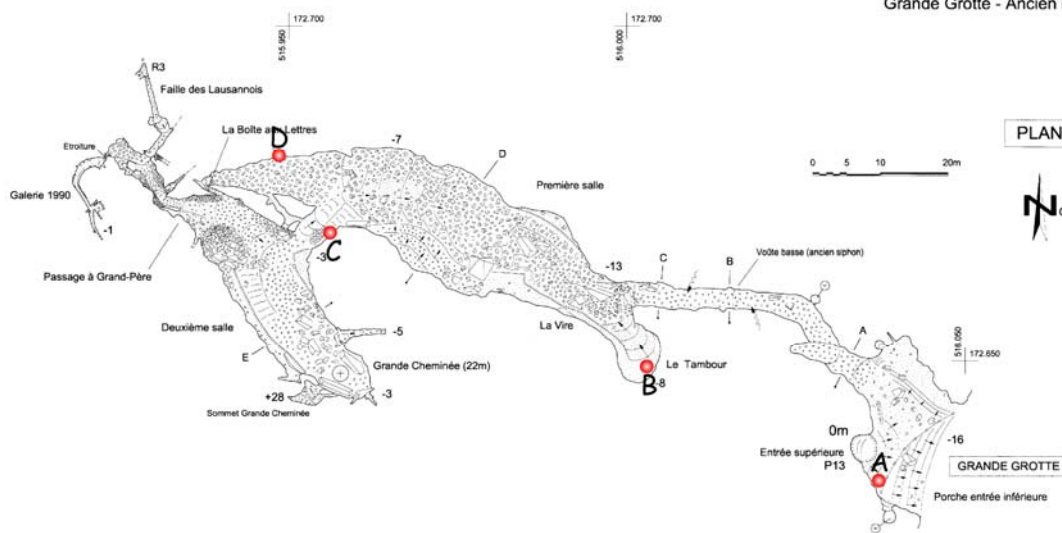 Grande Grotte - Ancien
172.700
172.700
515.950
516.000
R3
Faille des Lausannois
La Boîte aux Lettres
D
-7
D
PLAN
Etroiture
Première salle
0 5 10 20m
N
Galerie 1990
-1
C
-3
-13
C
B
Voûte basse (ancien siphon)
Passage à Grand-Père
Deuxième salle
-5
La Vire
A
516.050
172.650
E
Grande Cheminée (22m)
Le Tambour
B
-8
+28
-3
Sommet Grande Cheminée
0m
-16
Entrée supérieure
P13
A
GRANDE GROTTE
Porche entrée inférieure